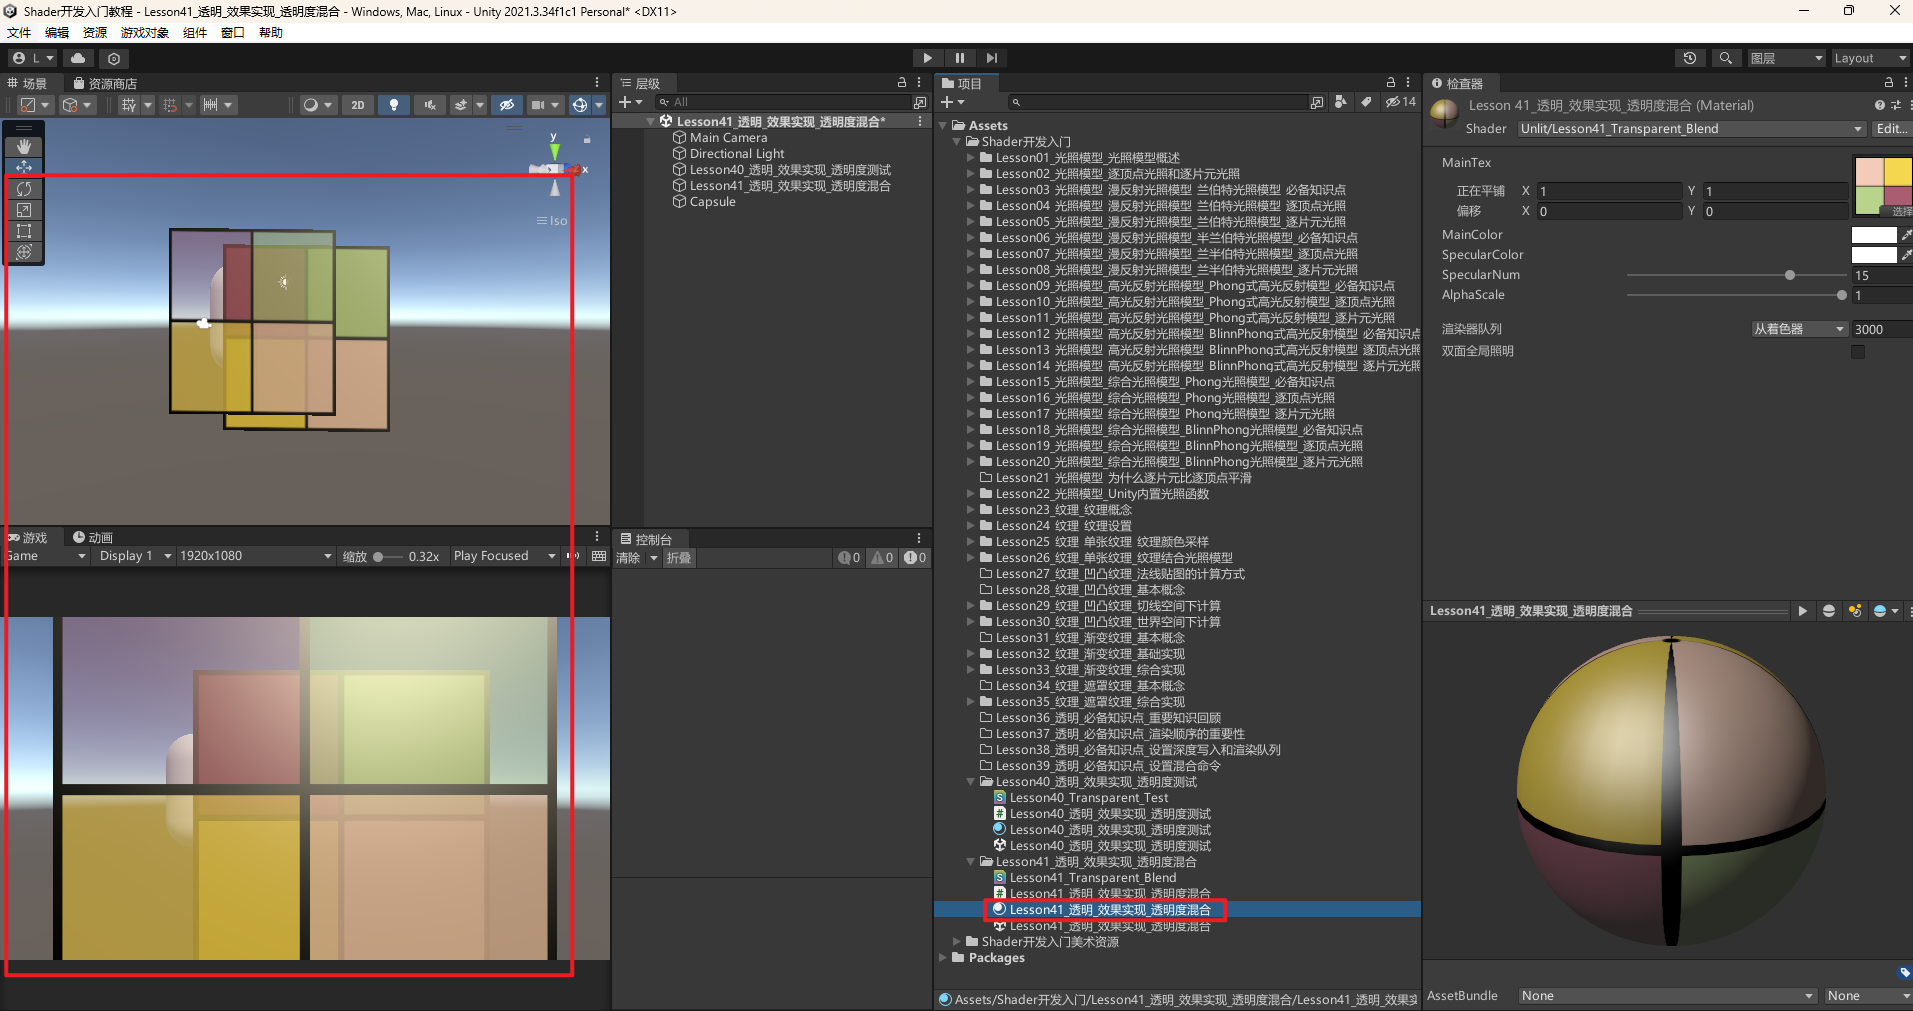 Shader开发入门教程 - Lesson41_透明_效果实现_透明度混合 - Windows, Mac, Linux - Unity 2021.3.34f1c1 Personal* <DX11>
文件 编辑 资源 游戏对象 组件 窗口 帮助
L
图层
Layout
场景
资源商店
2D
y
x
Iso
层级
All
Lesson41_透明_效果实现_透明度混合*
Main Camera
Directional Light
Lesson40_透明_效果实现_透明度测试
Lesson41_透明_效果实现_透明度混合
Capsule
游戏
动画
Game
Display 1
1920x1080
缩放
0.32x
Play Focused
控制台
清除
折叠
0
0
0
项目
14
Assets
Shader开发入门
Lesson01_光照模型_光照模型概述
Lesson02_光照模型_逐顶点光照和逐片元光照
Lesson03_光照模型_漫反射光照模型_兰伯特光照模型_必备知识点
Lesson04_光照模型_漫反射光照模型_兰伯特光照模型_逐顶点光照
Lesson05_光照模型_漫反射光照模型_兰伯特光照模型_逐片元光照
Lesson06_光照模型_漫反射光照模型_半兰伯特光照模型_必备知识点
Lesson07_光照模型_漫反射光照模型_兰半伯特光照模型_逐顶点光照
Lesson08_光照模型_漫反射光照模型_兰半伯特光照模型_逐片元光照
Lesson09_光照模型_高光反射光照模型_Phong式高光反射模型_必备知识点
Lesson10_光照模型_高光反射光照模型_Phong式高光反射模型_逐顶点光照
Lesson11_光照模型_高光反射光照模型_Phong式高光反射模型_逐片元光照
Lesson12_光照模型_高光反射光照模型_BlinnPhong式高光反射模型_必备知识点
Lesson13_光照模型_高光反射光照模型_BlinnPhong式高光反射模型_逐顶点光照
Lesson14_光照模型_高光反射光照模型_BlinnPhong式高光反射模型_逐片元光照
Lesson15_光照模型_综合光照模型_Phong光照模型_必备知识点
Lesson16_光照模型_综合光照模型_Phong光照模型_逐顶点光照
Lesson17_光照模型_综合光照模型_Phong光照模型_逐片元光照
Lesson18_光照模型_综合光照模型_BlinnPhong光照模型_必备知识点
Lesson19_光照模型_综合光照模型_BlinnPhong光照模型_逐顶点光照
Lesson20_光照模型_综合光照模型_BlinnPhong光照模型_逐片元光照
Lesson21_光照模型_为什么逐片元比逐顶点平滑
Lesson22_光照模型_Unity内置光照函数
Lesson23_纹理_纹理概念
Lesson24_纹理_纹理设置
Lesson25_纹理_单张纹理_纹理颜色采样
Lesson26_纹理_单张纹理_纹理结合光照模型
Lesson27_纹理_凹凸纹理_法线贴图的计算方式
Lesson28_纹理_凹凸纹理_基本概念
Lesson29_纹理_凹凸纹理_切线空间下计算
Lesson30_纹理_凹凸纹理_世界空间下计算
Lesson31_纹理_渐变纹理_基本概念
Lesson32_纹理_渐变纹理_基础实现
Lesson33_纹理_渐变纹理_综合实现
Lesson34_纹理_遮罩纹理_基本概念
Lesson35_纹理_遮罩纹理_综合实现
Lesson36_透明_必备知识点_重要知识回顾
Lesson37_透明_必备知识点_渲染顺序的重要性
Lesson38_透明_必备知识点_设置深度写入和渲染队列
Lesson39_透明_必备知识点_设置混合命令
Lesson40_透明_效果实现_透明度测试
Lesson40_Transparent_Test
Lesson40_透明_效果实现_透明度测试
Lesson40_透明_效果实现_透明度测试
Lesson40_透明_效果实现_透明度测试
Lesson41_透明_效果实现_透明度混合
Lesson41_Transparent_Blend
Lesson41_透明_效果实现_透明度混合
Lesson41_透明_效果实现_透明度混合
Lesson41_透明_效果实现_透明度混合
Shader开发入门美术资源
Packages
Assets/Shader开发入门/Lesson41_透明_效果实现_透明度混合/Lesson41_透明_效果实
检查器
Lesson 41_透明_效果实现_透明度混合 (Material)
Shader Unlit/Lesson41_Transparent_Blend Edit...
MainTex
正在平铺 X 1 Y 1
偏移 X 0 Y 0
选择
MainColor
SpecularColor
SpecularNum 15
AlphaScale 1
渲染器队列 从着色器 3000
双面全局照明
Lesson41_透明_效果实现_透明度混合
AssetBundle None None